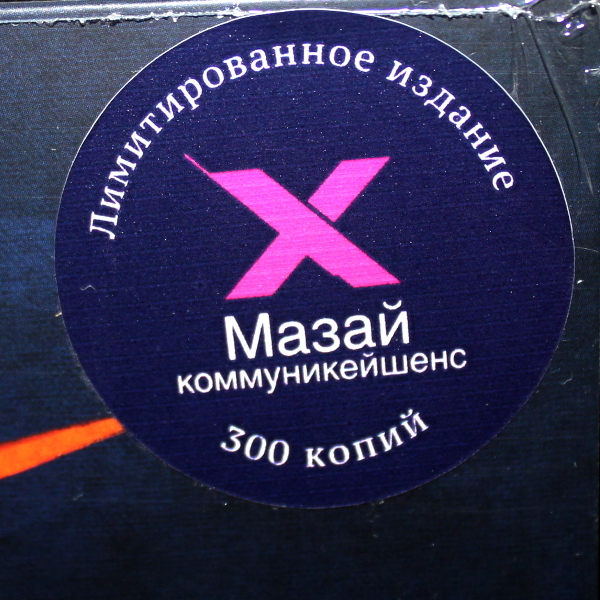 Лимитированное издание
Мазай
коммуникейшенс
300 копий